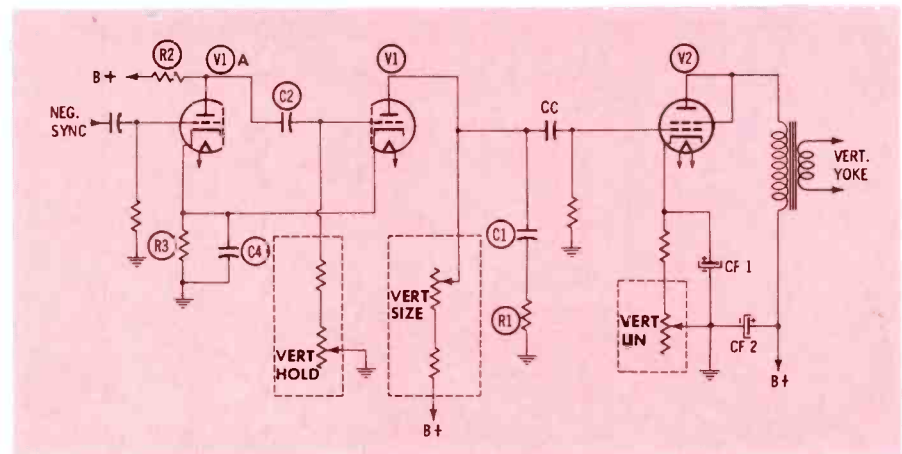 R2
V1 A
V1
V2
B+
C2
CC
NEG.
SYNC
VERT.
YOKE
R3
C4
C1
CF 1
VERT
SIZE
R1
VERT
LIN
CF 2
VERT
HOLD
B+
B+